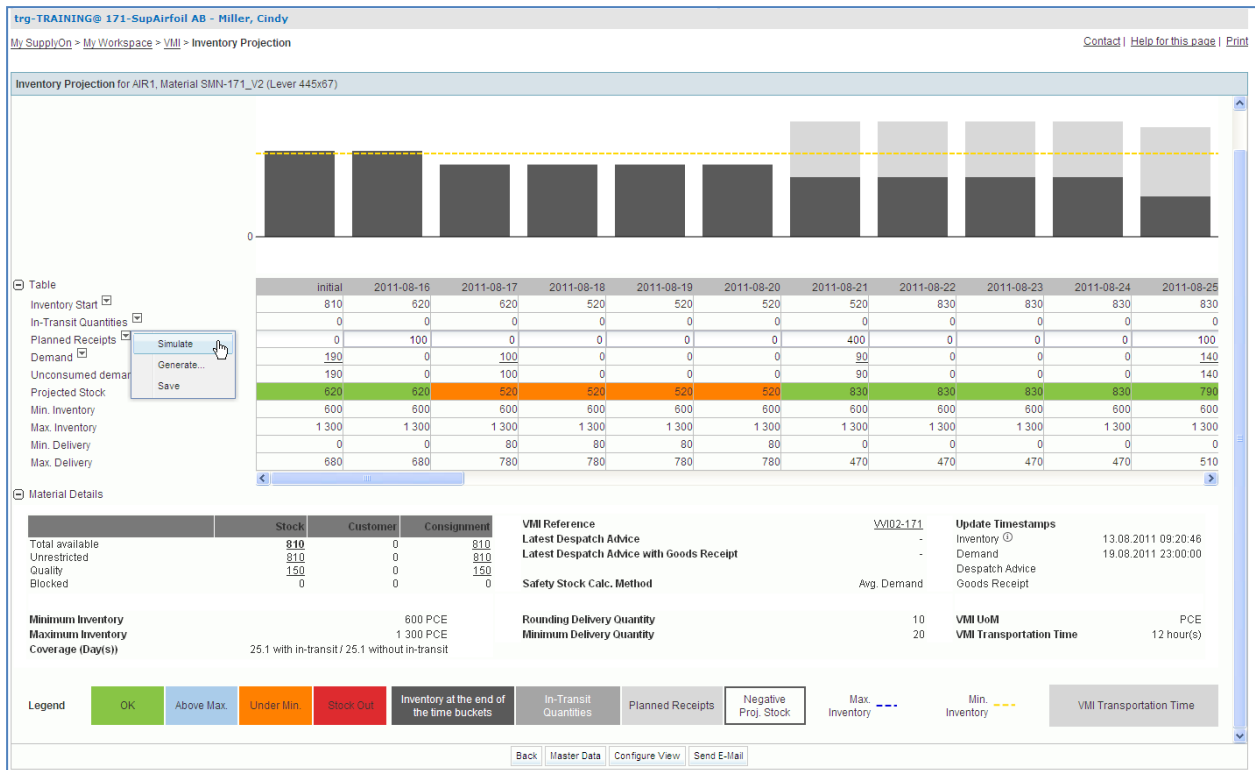 trg-TRAINING@ 171-SupAirfoil AB - Miller, Cindy
My SupplyOn > My Workspace > VMI > Inventory Projection
Contact | Help for this page | Print
Inventory Projection for AIR1, Material SMN-171_V2 (Lever 445x67)
0
Table initial 2011-08-16 2011-08-17 2011-08-18 2011-08-19 2011-08-20 2011-08-21 2011-08-22 2011-08-23 2011-08-24 2011-08-25
Inventory Start 810 620 620 520 520 520 520 830 830 830 830
In-Transit Quantities 0 0 0 0 0 0 0 0 0 0 0
Planned Receipts 0 100 0 0 0 0 400 0 0 0 100
Simulate
Generate...
Save
Demand 190 0 100 0 0 0 90 0 0 0 140
Unconsumed demar 190 0 100 0 0 0 90 0 0 0 140
Projected Stock 620 620 520 520 520 520 830 830 830 830 790
Min. Inventory 600 600 600 600 600 600 600 600 600 600 600
Max. Inventory 1 300 1 300 1 300 1 300 1 300 1 300 1 300 1 300 1 300 1 300 1 300
Min. Delivery 0 0 80 80 80 80 0 0 0 0 0
Max. Delivery 680 680 780 780 780 780 470 470 470 470 510
Material Details
Stock Customer Consignment
Total available 810 0 810
Unrestricted 810 0 810
Quality 150 0 150
Blocked 0 0 0
Minimum Inventory 600 PCE
Maximum Inventory 1 300 PCE
Coverage (Day(s)) 25.1 with in-transit / 25.1 without in-transit
VMI Reference VVI02-171
Latest Despatch Advice -
Latest Despatch Advice with Goods Receipt -
Safety Stock Calc. Method Avg. Demand
Rounding Delivery Quantity 10
Minimum Delivery Quantity 20
Update Timestamps
Inventory 13.08.2011 09:20:46
Demand 19.08.2011 23:00:00
Despatch Advice
Goods Receipt
VMI UoM PCE
VMI Transportation Time 12 hour(s)
Legend
OK
Above Max.
Under Min.
Stock Out
Inventory at the end of
the time buckets
In-Transit
Quantities
Planned Receipts
Negative
Proj. Stock
Max.
Inventory
Min.
Inventory
VMI Transportation Time
Back Master Data Configure View Send E-Mail